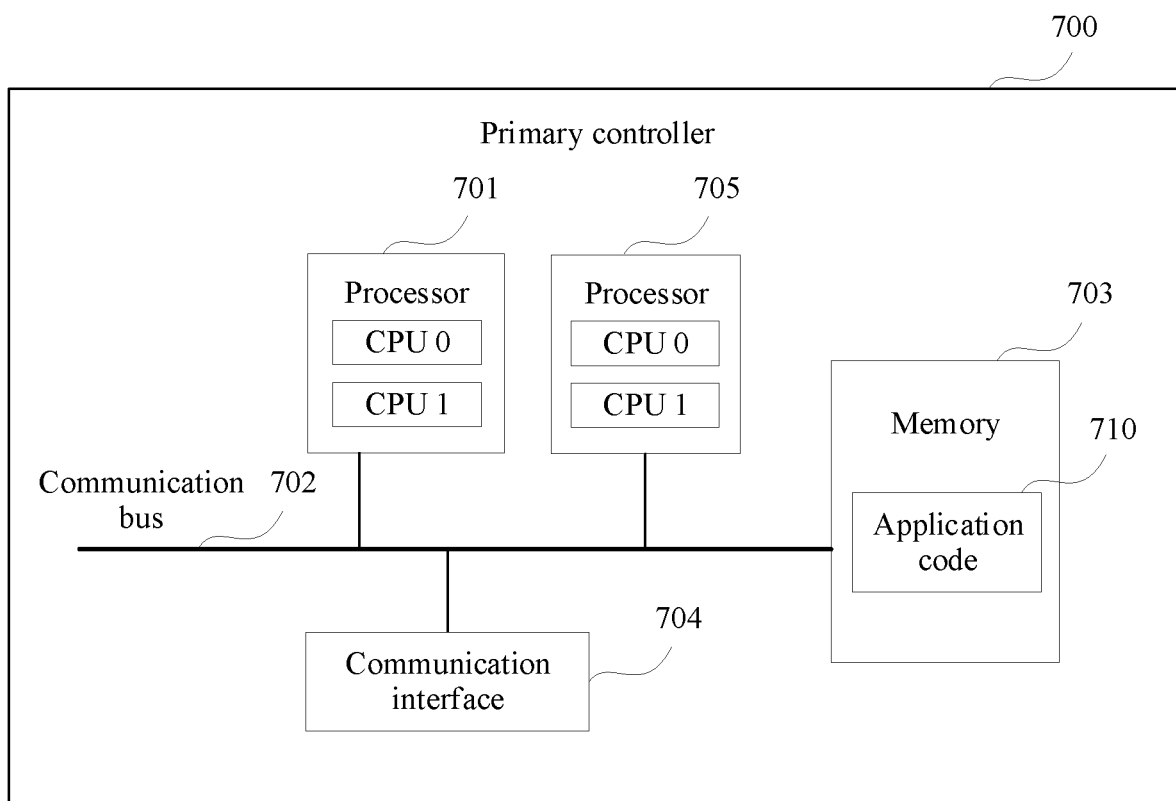 700
Primary controller
701
705
Processor
CPU 0
CPU 1
Processor
CPU 0
CPU 1
703
Memory
710
Application
code
Communication
bus
702
704
Communication
interface